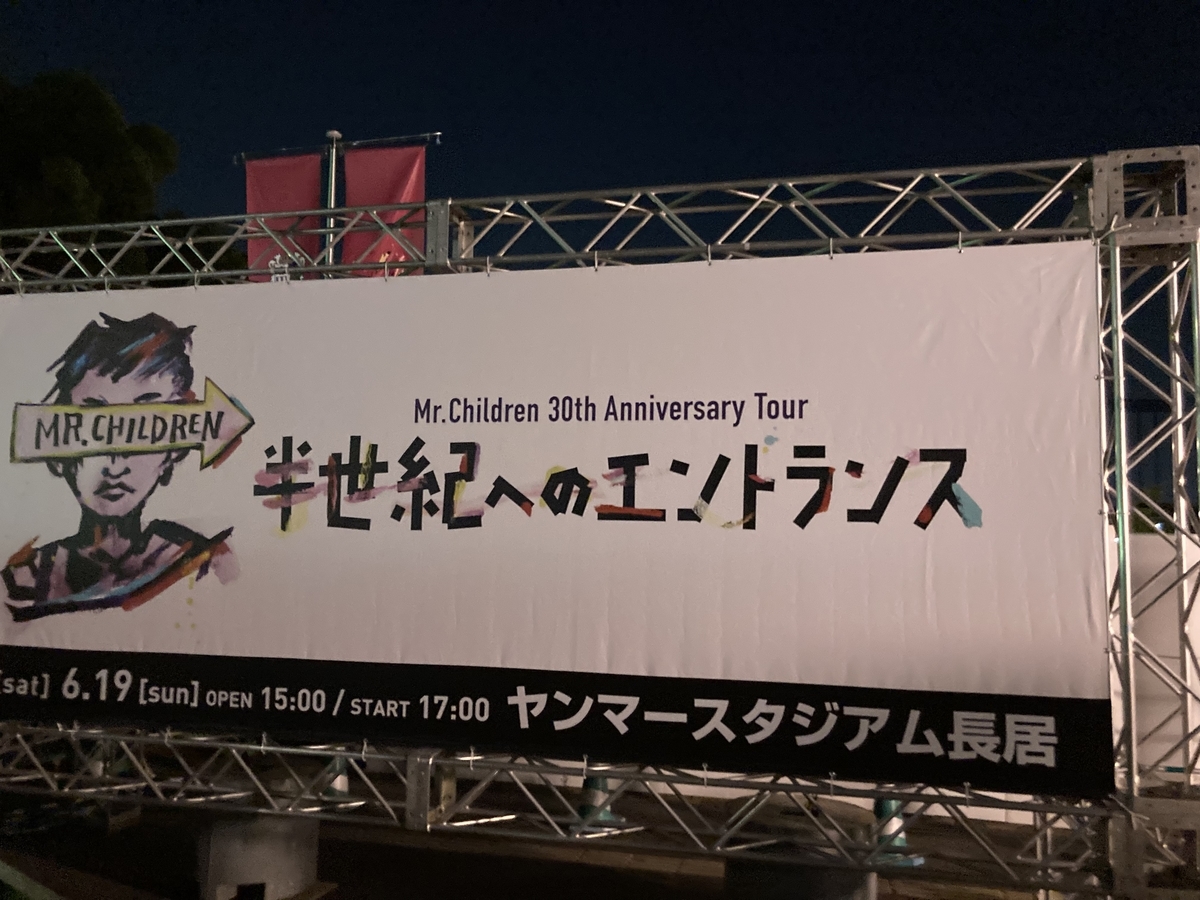 MR.CHILDREN
Mr.Children 30th Anniversary Tour
半世紀へのエントランス
[sat] 6.19 [sun] OPEN 15:00 / START 17:00 ヤンマースタジアム長居